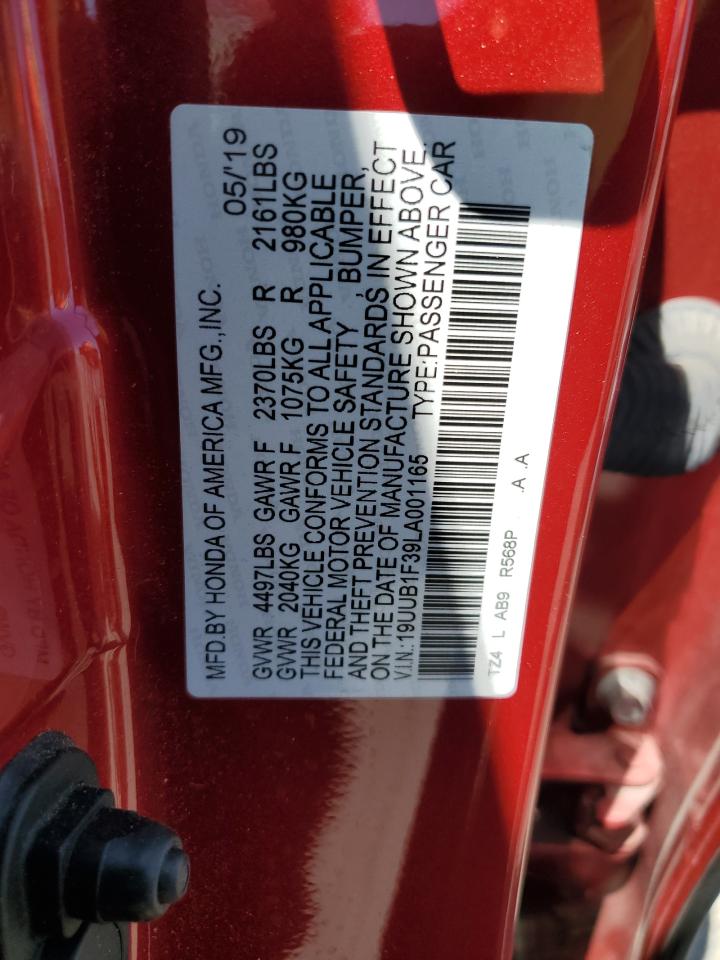 MFD.BY HONDA OF AMERICA MFG.,INC. 05/'19
GVWR 4497LBS GAWR F 2370LBS R 2161LBS
GVWR 2040KG GAWR F 1075KG R 980KG
THIS VEHICLE CONFORMS TO ALL APPLICABLE
FEDERAL MOTOR VEHICLE SAFETY, BUMPER,
AND THEFT PREVENTION STANDARDS IN EFFECT
ON THE DATE OF MANUFACTURE SHOWN ABOVE.
V.I.N.:19UUB1F39LA001165 TYPE:PASSENGER CAR
TZ4 L AB9 R568P .A .A